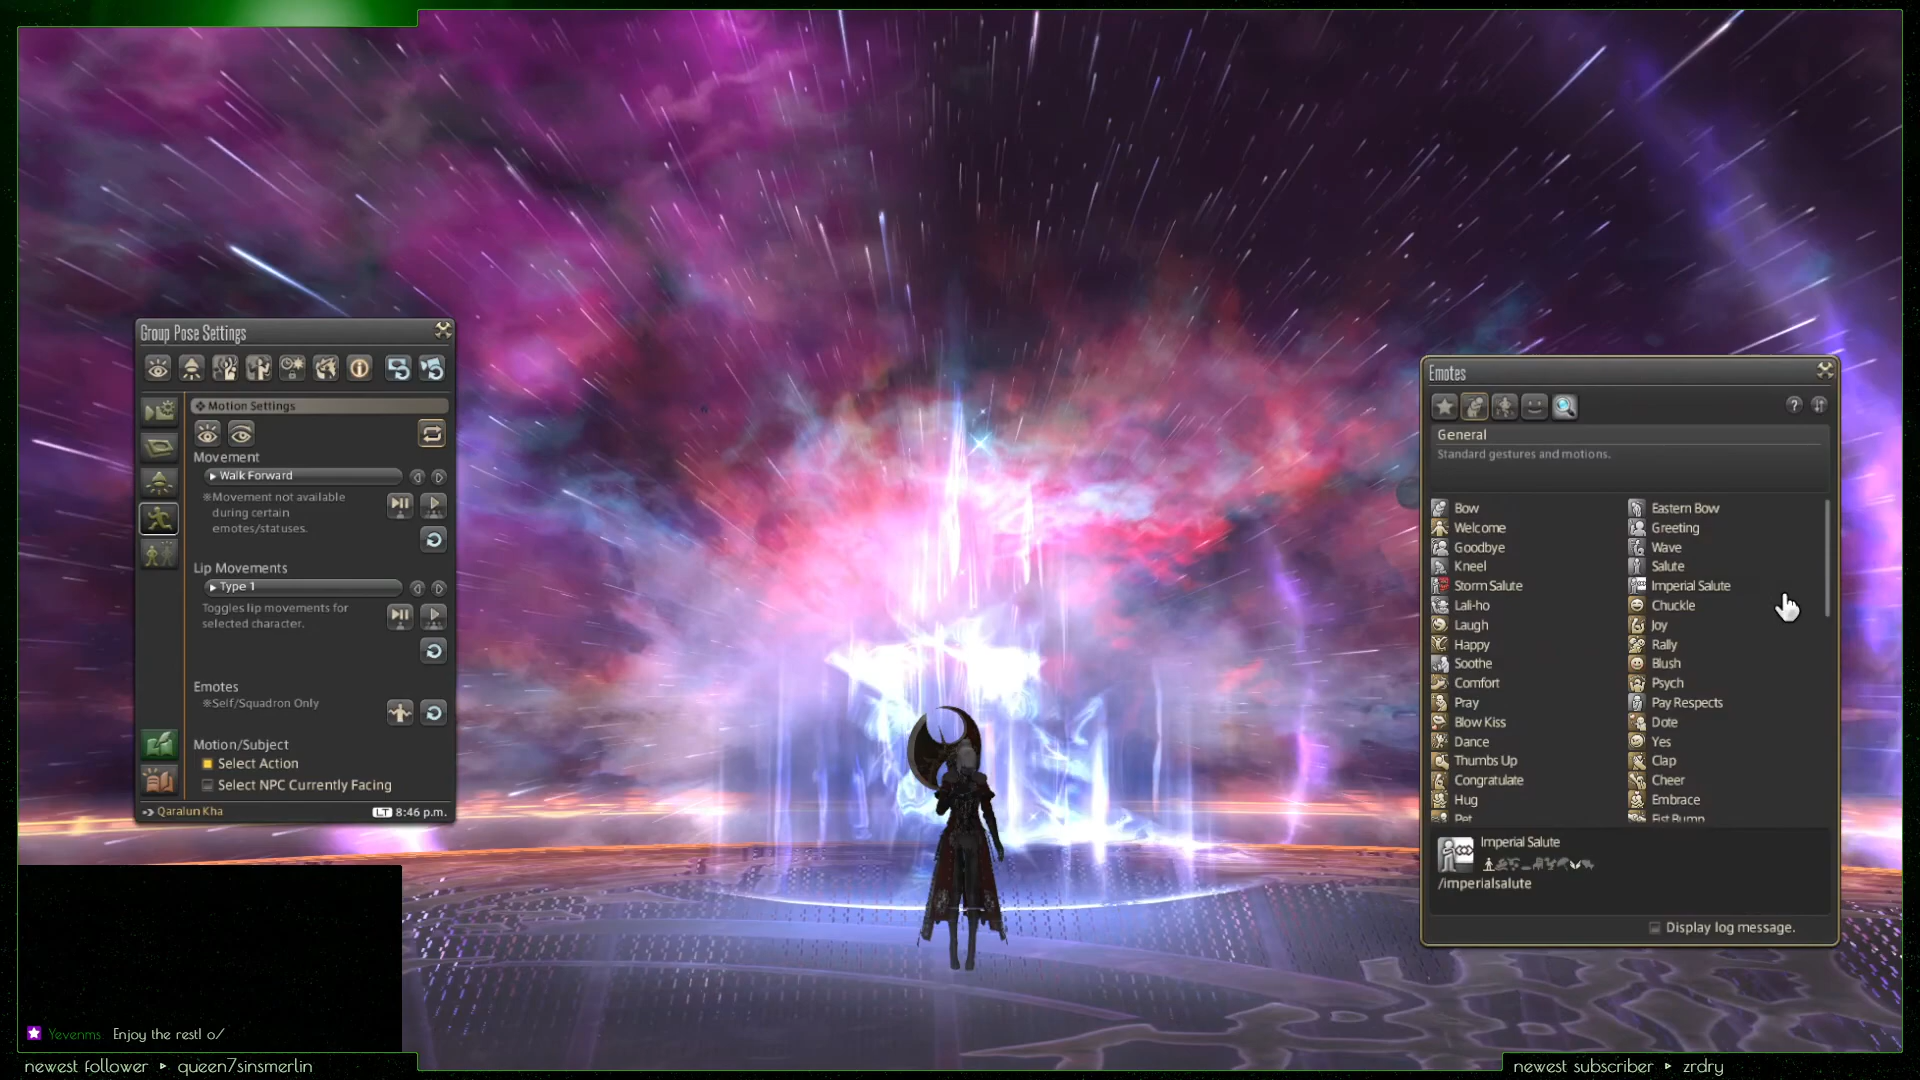 Group Pose Settings
Motion Settings
Movement
Walk Forward
※Movement not available
during certain
emotes/statuses.
Lip Movements
Type 1
Toggles lip movements for
selected character.
Emotes
※Self/Squadron Only
Motion/Subject
Select Action
Select NPC Currently Facing
Qaralun Kha
LT 8:46 p.m.
Emotes
General
Standard gestures and motions.
Bow Eastern Bow
Welcome Greeting
Goodbye Wave
Kneel Salute
Storm Salute Imperial Salute
Lali-ho Chuckle
Laugh Joy
Happy Rally
Soothe Blush
Comfort Psych
Pray Pay Respects
Blow Kiss Dote
Dance Yes
Thumbs Up Clap
Congratulate Cheer
Hug Embrace
Pet Fist Bump
Imperial Salute
/imperialsalute
Display log message.
Yevenms Enjoy the rest! o/
newest follower ▸ queen7sinsmerlin
newest subscriber ▸ zrdry